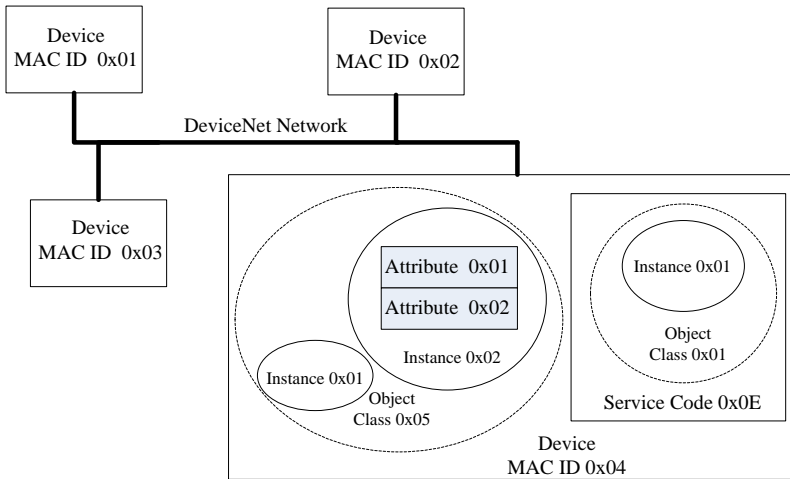 Device
MAC ID 0x01
Device
MAC ID 0x02
DeviceNet Network
Device
MAC ID 0x03
Attribute 0x01
Attribute 0x02
Instance 0x02
Instance 0x01
Object
Class 0x05
Instance 0x01
Object
Class 0x01
Service Code 0x0E
Device
MAC ID 0x04